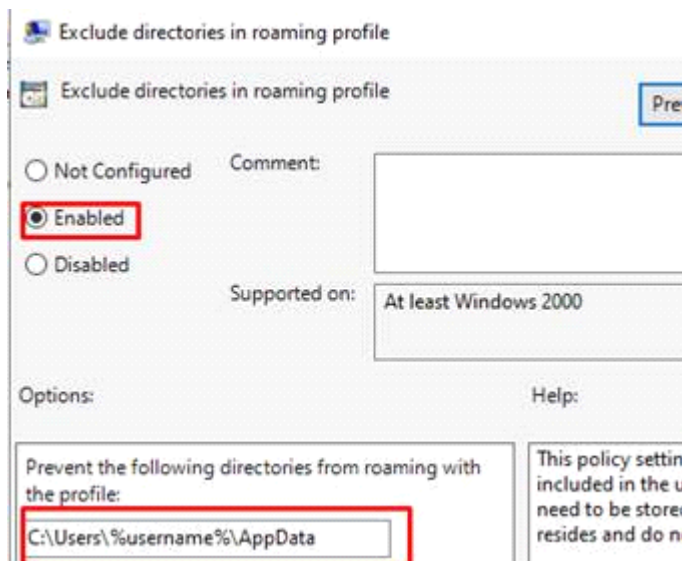 Exclude directories in roaming profile
Exclude directories in roaming profile
Pre
Not Configured
Comment:
Enabled
Disabled
Supported on:
At least Windows 2000
Options:
Help:
Prevent the following directories from roaming with
the profile:
C:\Users\%username%\AppData
This policy settin
included in the u
need to be store
resides and do n